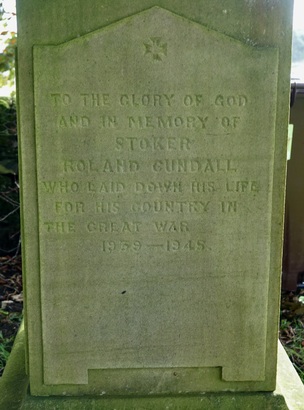 TO THE GLORY OF GOD
AND IN MEMORY OF
STOKER
ROLAND CUNDALL
WHO LAID DOWN HIS LIFE
FOR HIS COUNTRY IN
THE GREAT WAR
1939—1945.